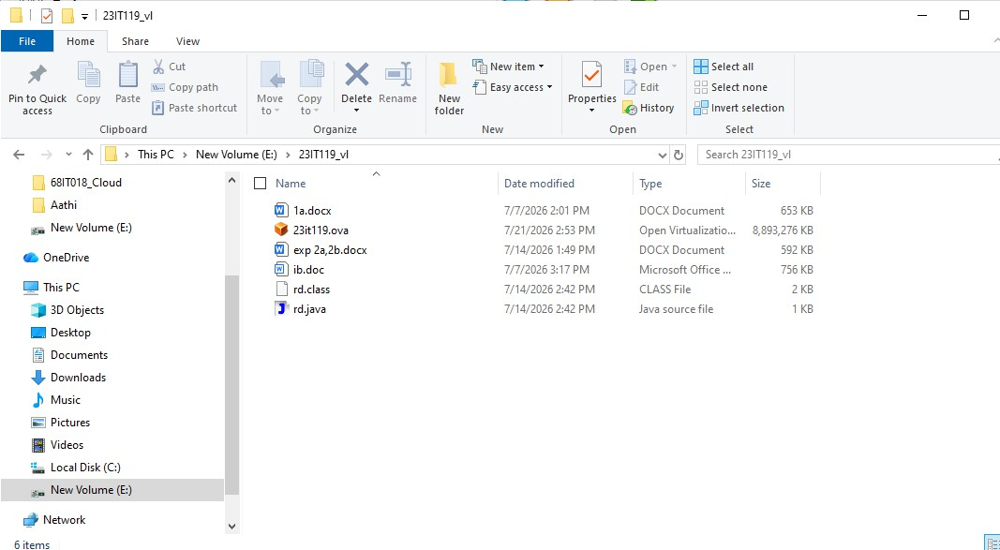 23IT119_vl
File Home Share View
Pin to Quick access
Copy
Paste
Cut
Copy path
Paste shortcut
Clipboard
Move to
Copy to
Delete
Rename
Organize
New folder
New item
Easy access
New
Properties
Open
Edit
History
Open
Select all
Select none
Invert selection
Select
This PC > New Volume (E:) > 23IT119_vl
Search 23IT119_vl
68IT018_Cloud
Aathi
New Volume (E:)
OneDrive
This PC
3D Objects
Desktop
Documents
Downloads
Music
Pictures
Videos
Local Disk (C:)
New Volume (E:)
Network
Name Date modified Type Size
1a.docx 7/7/2026 2:01 PM DOCX Document 653 KB
23it119.ova 7/21/2026 2:53 PM Open Virtualizatio... 8,893,276 KB
exp 2a,2b.docx 7/14/2026 1:49 PM DOCX Document 592 KB
ib.doc 7/7/2026 3:17 PM Microsoft Office ... 756 KB
rd.class 7/14/2026 2:42 PM CLASS File 2 KB
rd.java 7/14/2026 2:42 PM Java source file 1 KB
6 items